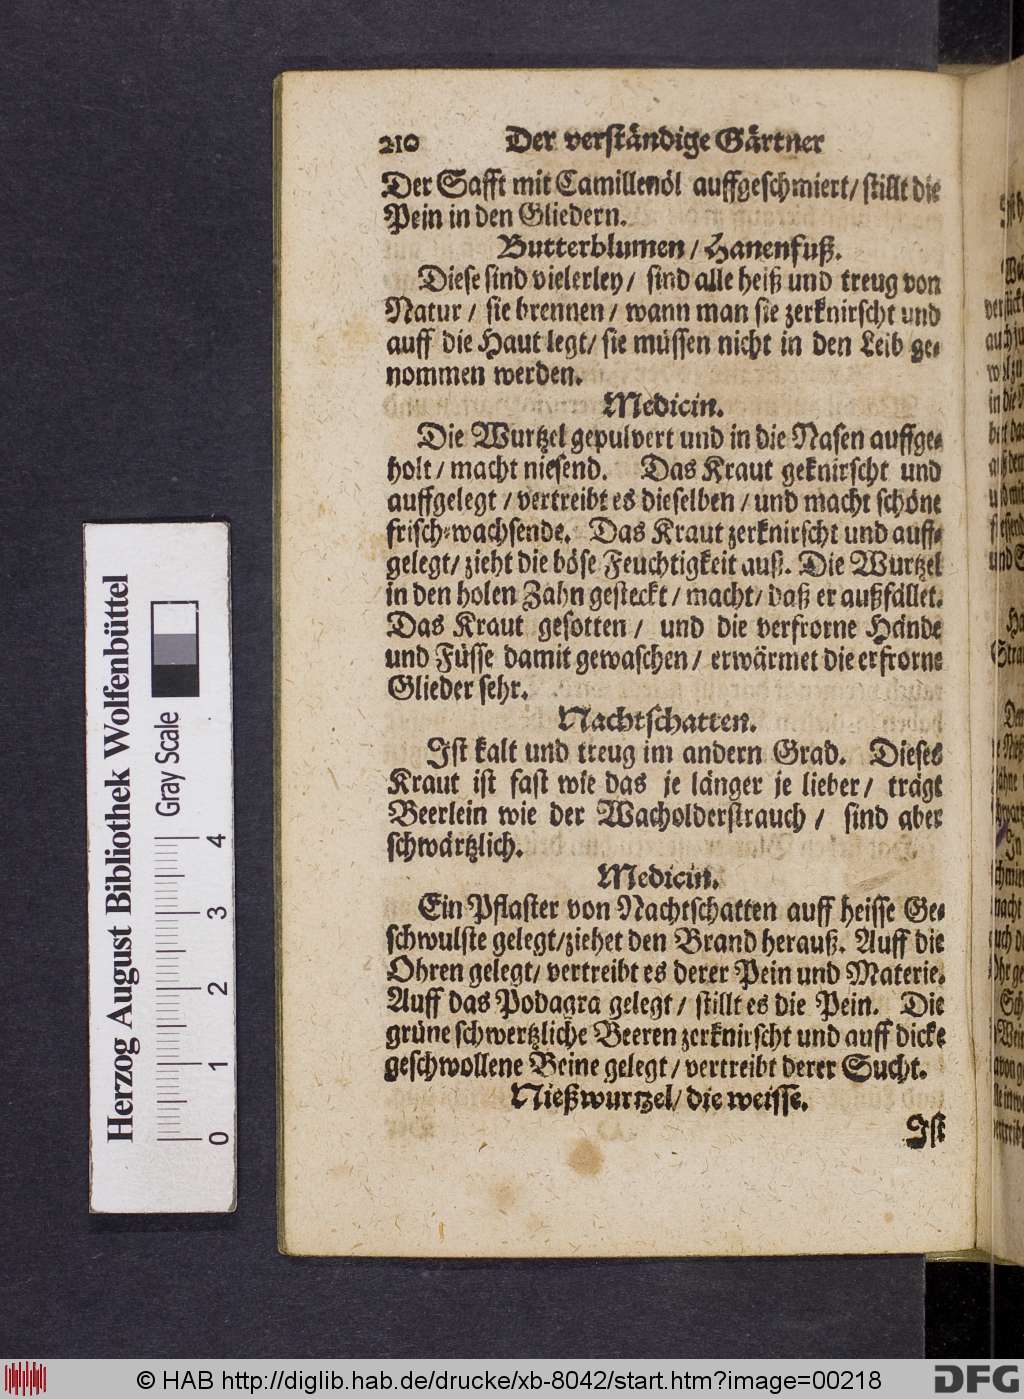 210 Der verständige Gärtner
Der Safft mit Camillenöl auffgeschmiert/ stillt die
Pein in den Gliedern.
Butterblumen / Hanenfuß.
Diese sind vielerley / sind alle heiß und treug von
Natur / sie brennen / wann man sie zerknirscht und
auff die Haut legt/ sie müssen nicht in den Leib ge-
nommen werden.
Medicin.
Die Wurtzel gepulvert und in die Nasen auffge-
holt / macht niesend. Das Kraut geknirscht und
auffgelegt / vertreibt es dieselben / und macht schöne
frisch-wachsende. Das Kraut zerknirscht und auff-
gelegt/ zieht die böse Feuchtigkeit auß. Die Wurtzel
in den holen Zahn gesteckt / macht/ daß er außfället.
Das Kraut gesotten / und die verfrorne Hände
und Füsse damit gewaschen / erwärmet die erfrorne
Glieder sehr.
Nachtschatten.
Ist kalt und treug im andern Grad. Dieses
Kraut ist fast wie das je länger je lieber / trägt
Beerlein wie der Wacholderstrauch / sind aber
schwärtzlich.
Medicin.
Ein Pflaster von Nachtschatten auff heisse Ge-
schwulste gelegt/ziehet den Brand herauß. Auff die
Ohren gelegt/ vertreibt es derer Pein und Materie.
Auff das Podagra gelegt / stillt es die Pein. Die
grüne schwertzliche Beeren zerknirscht und auff dicke
geschwollene Beine gelegt / vertreibt derer Sucht.
Nießwurtzel/ die weisse.
Ist
Herzog August Bibliothek Wolfenbüttel
Gray Scale
0 1 2 3 4
© HAB http://diglib.hab.de/drucke/xb-8042/start.htm?image=00218
DFG